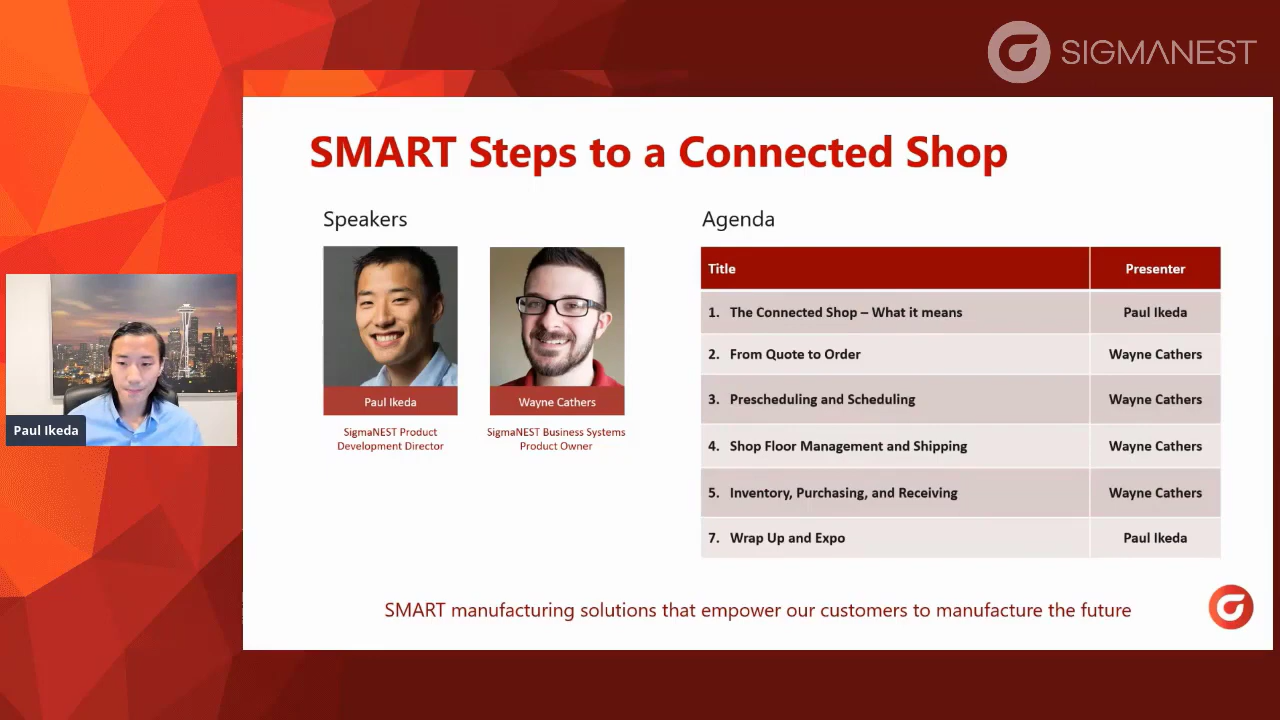 SIGMANEST
SMART Steps to a Connected Shop
Speakers
Paul Ikeda
SigmaNEST Product
Development Director
Wayne Cathers
SigmaNEST Business Systems
Product Owner
Agenda
Title Presenter
1. The Connected Shop – What it means Paul Ikeda
2. From Quote to Order Wayne Cathers
3. Prescheduling and Scheduling Wayne Cathers
4. Shop Floor Management and Shipping Wayne Cathers
5. Inventory, Purchasing, and Receiving Wayne Cathers
7. Wrap Up and Expo Paul Ikeda
Paul Ikeda
SMART manufacturing solutions that empower our customers to manufacture the future